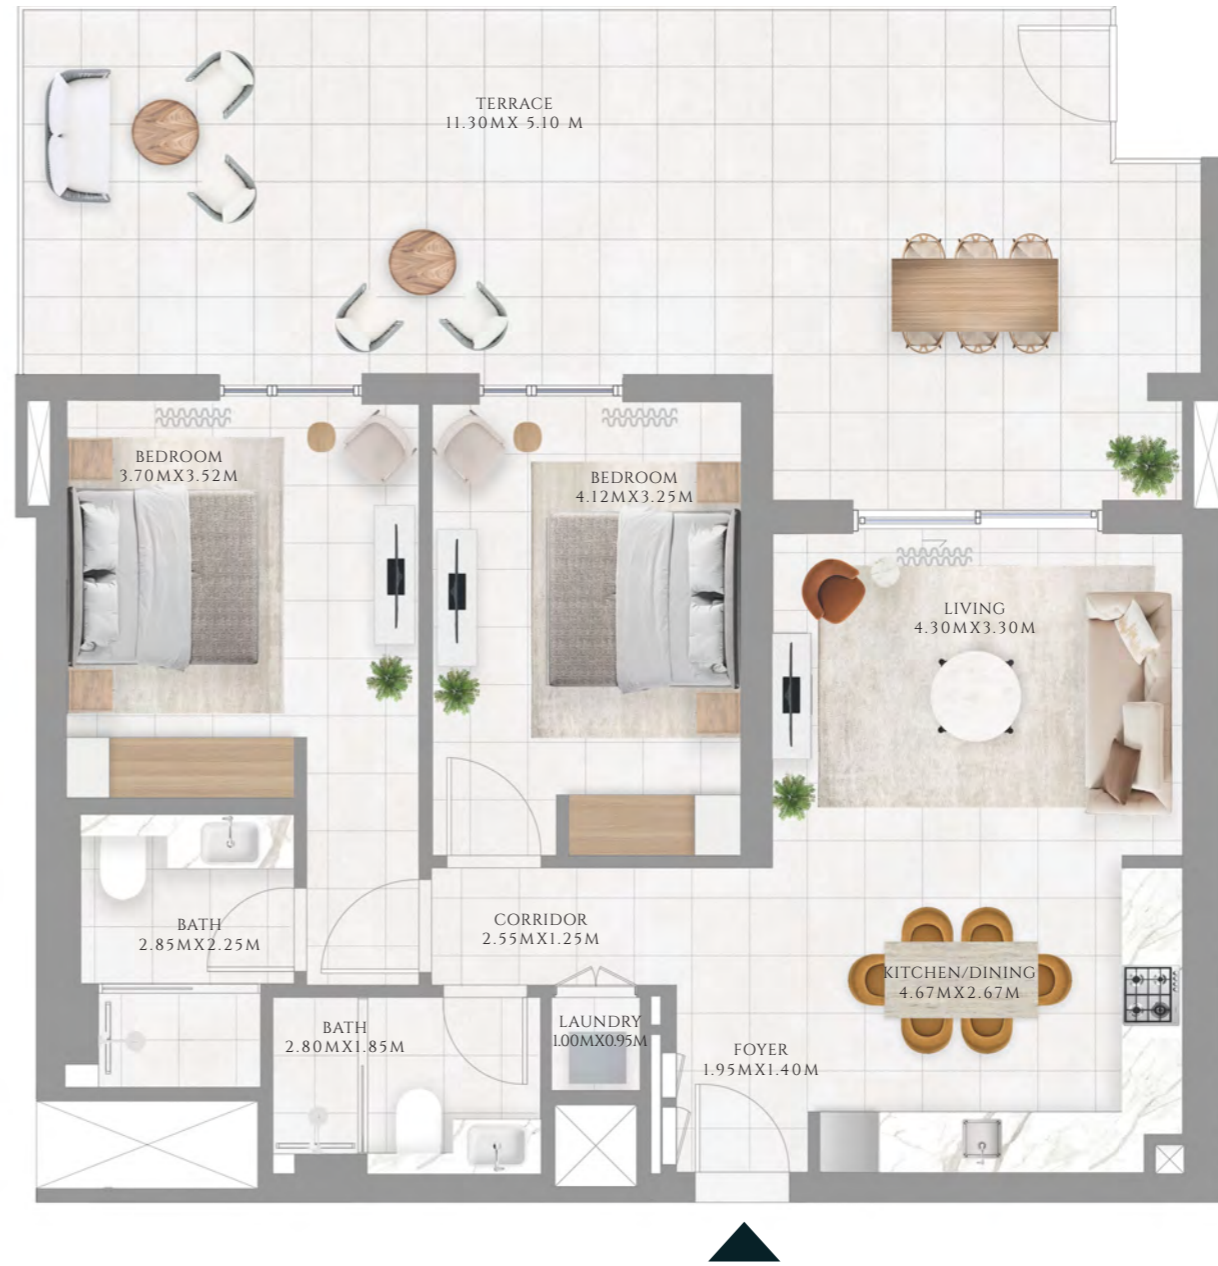 TERRACE
11.30MX 5.10 M
BEDROOM
3.70MX3.52M
BEDROOM
4.12MX3.25M
LIVING
4.30MX3.30M
BATH
2.85MX2.25M
CORRIDOR
2.55MX1.25M
KITCHEN/DINING
4.67MX2.67M
BATH
2.80MX1.85M
LAUNDRY
1.00MX0.95M
FOYER
1.95MX1.40M